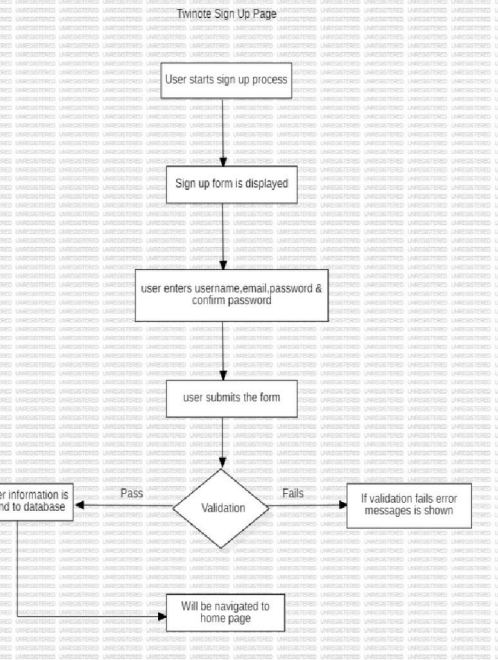 Twinote Sign Up Page
User starts sign up process
Sign up form is displayed
user enters username,email,password &
confirm password
user submits the form
Pass
Validation
Fails
information is
to database
If validation fails error
messages is shown
Will be navigated to
home page
UNREGISTERED